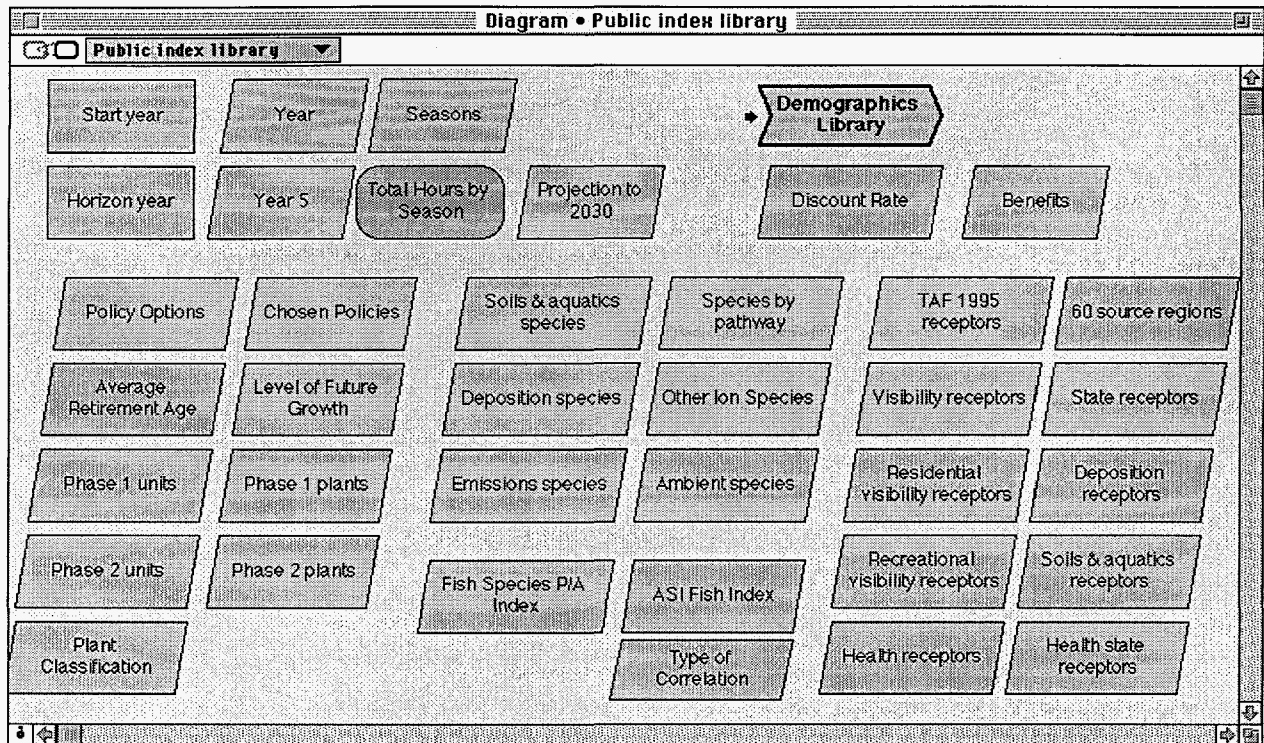 Diagram • Public index library
Public index library
Start year
Year
Seasons
Demographics
Library
Horizon year
Year 5
Total Hours by
Season
Projection to
2030
Discount Rate
Benefits
Policy Options
Chosen Policies
Soils & aquatics
species
Species by
pathway
TAF 1995
receptors
60 source regions
Average
Retirement Age
Level of Future
Growth
Deposition species
Other Ion Species
Visibility receptors
State receptors
Phase 1 units
Phase 1 plants
Emissions species
Ambient species
Residential
visibility receptors
Deposition
receptors
Phase 2 units
Phase 2 plants
Fish Species P/A
Index
ASI Fish Index
Recreational
visibility receptors
Soils & aquatics
receptors
Plant
Classification
Type of
Correlation
Health receptors
Health state
receptors